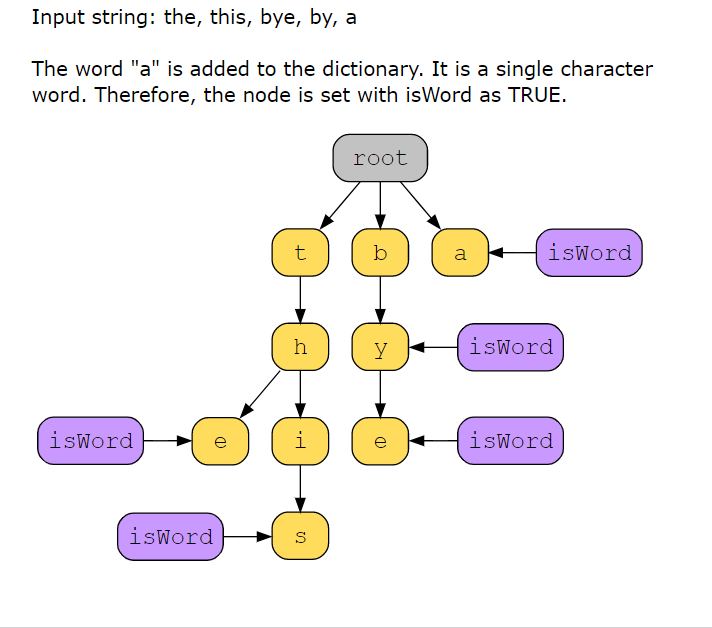 Input string: the, this, bye, by, a
The word "a" is added to the dictionary. It is a single character
word. Therefore, the node is set with isWord as TRUE.
root
t b a isWord
h y isWord
isWord e i e isWord
isWord s